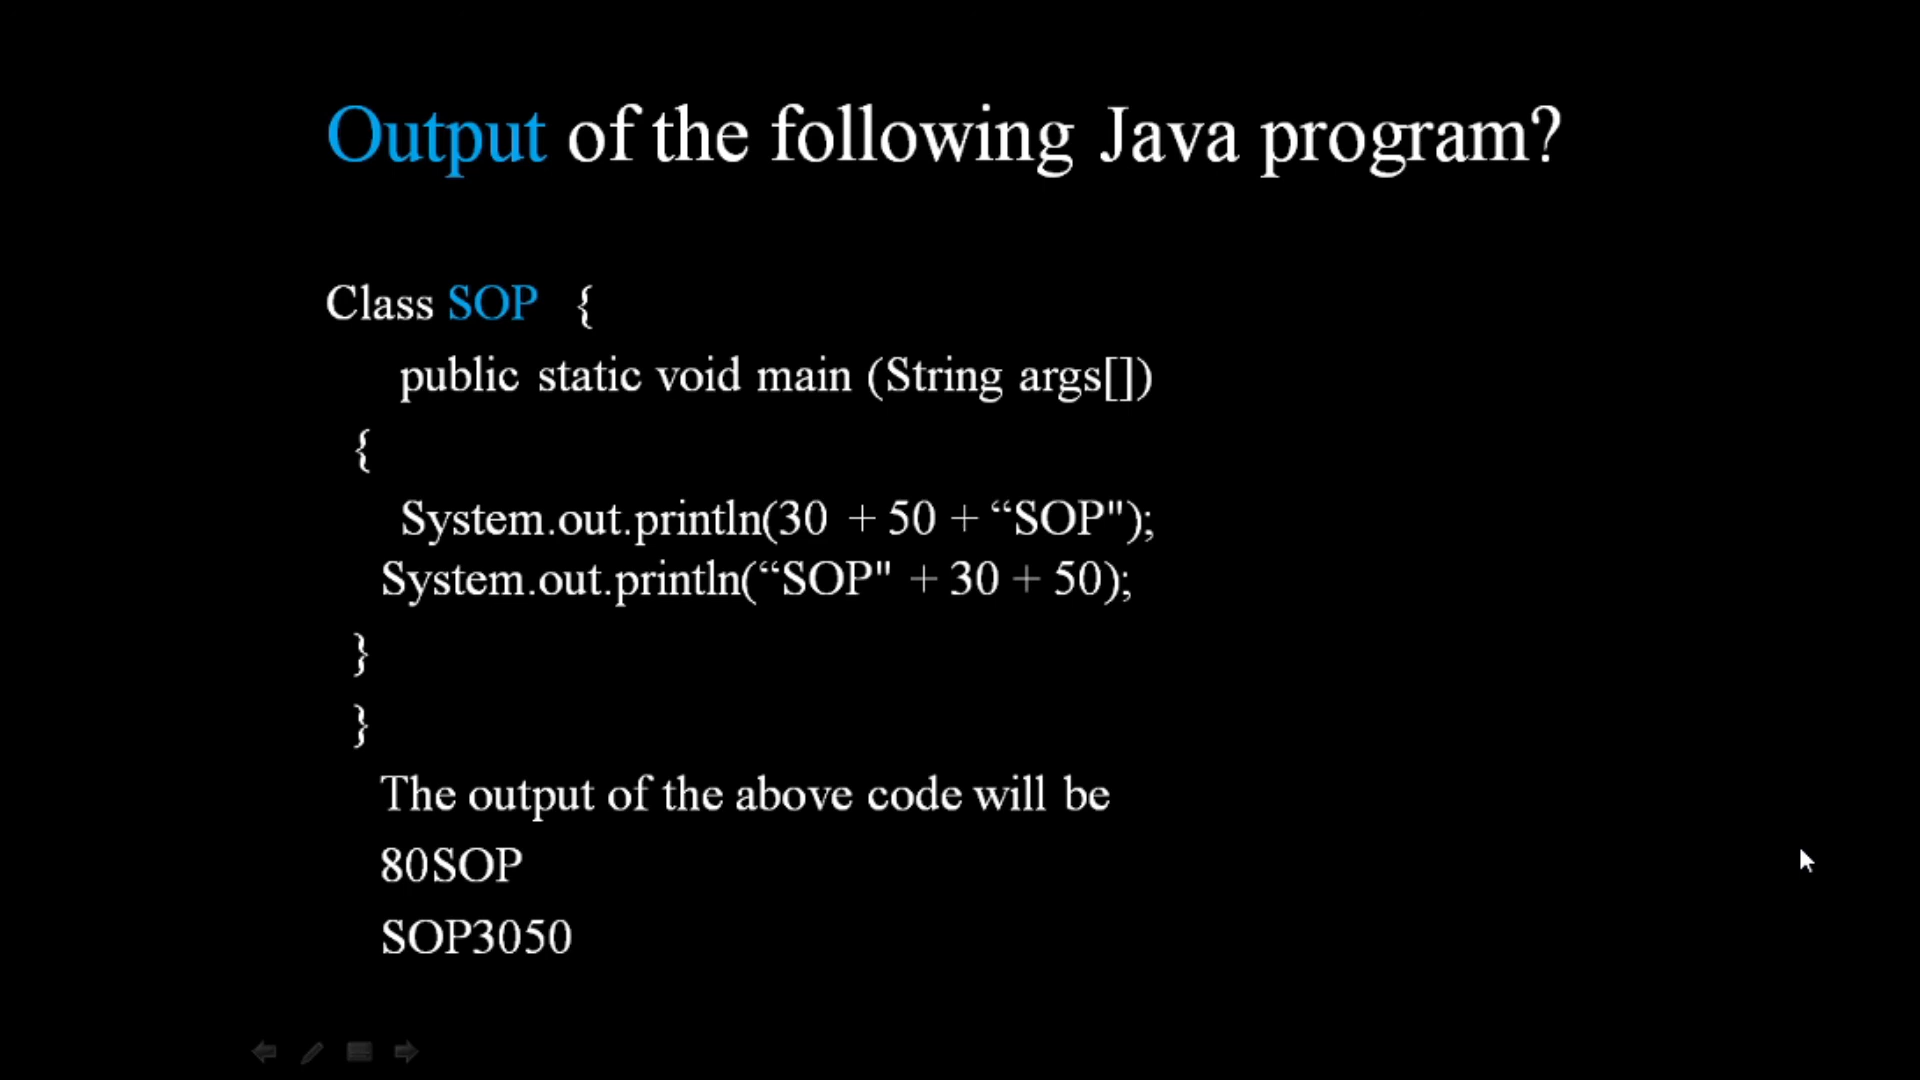 Output of the following Java program?
Class SOP {
public static void main (String args[])
{
System.out.println(30 + 50 + “SOP");
System.out.println(“SOP" + 30 + 50);
}
}
The output of the above code will be
80SOP
SOP3050